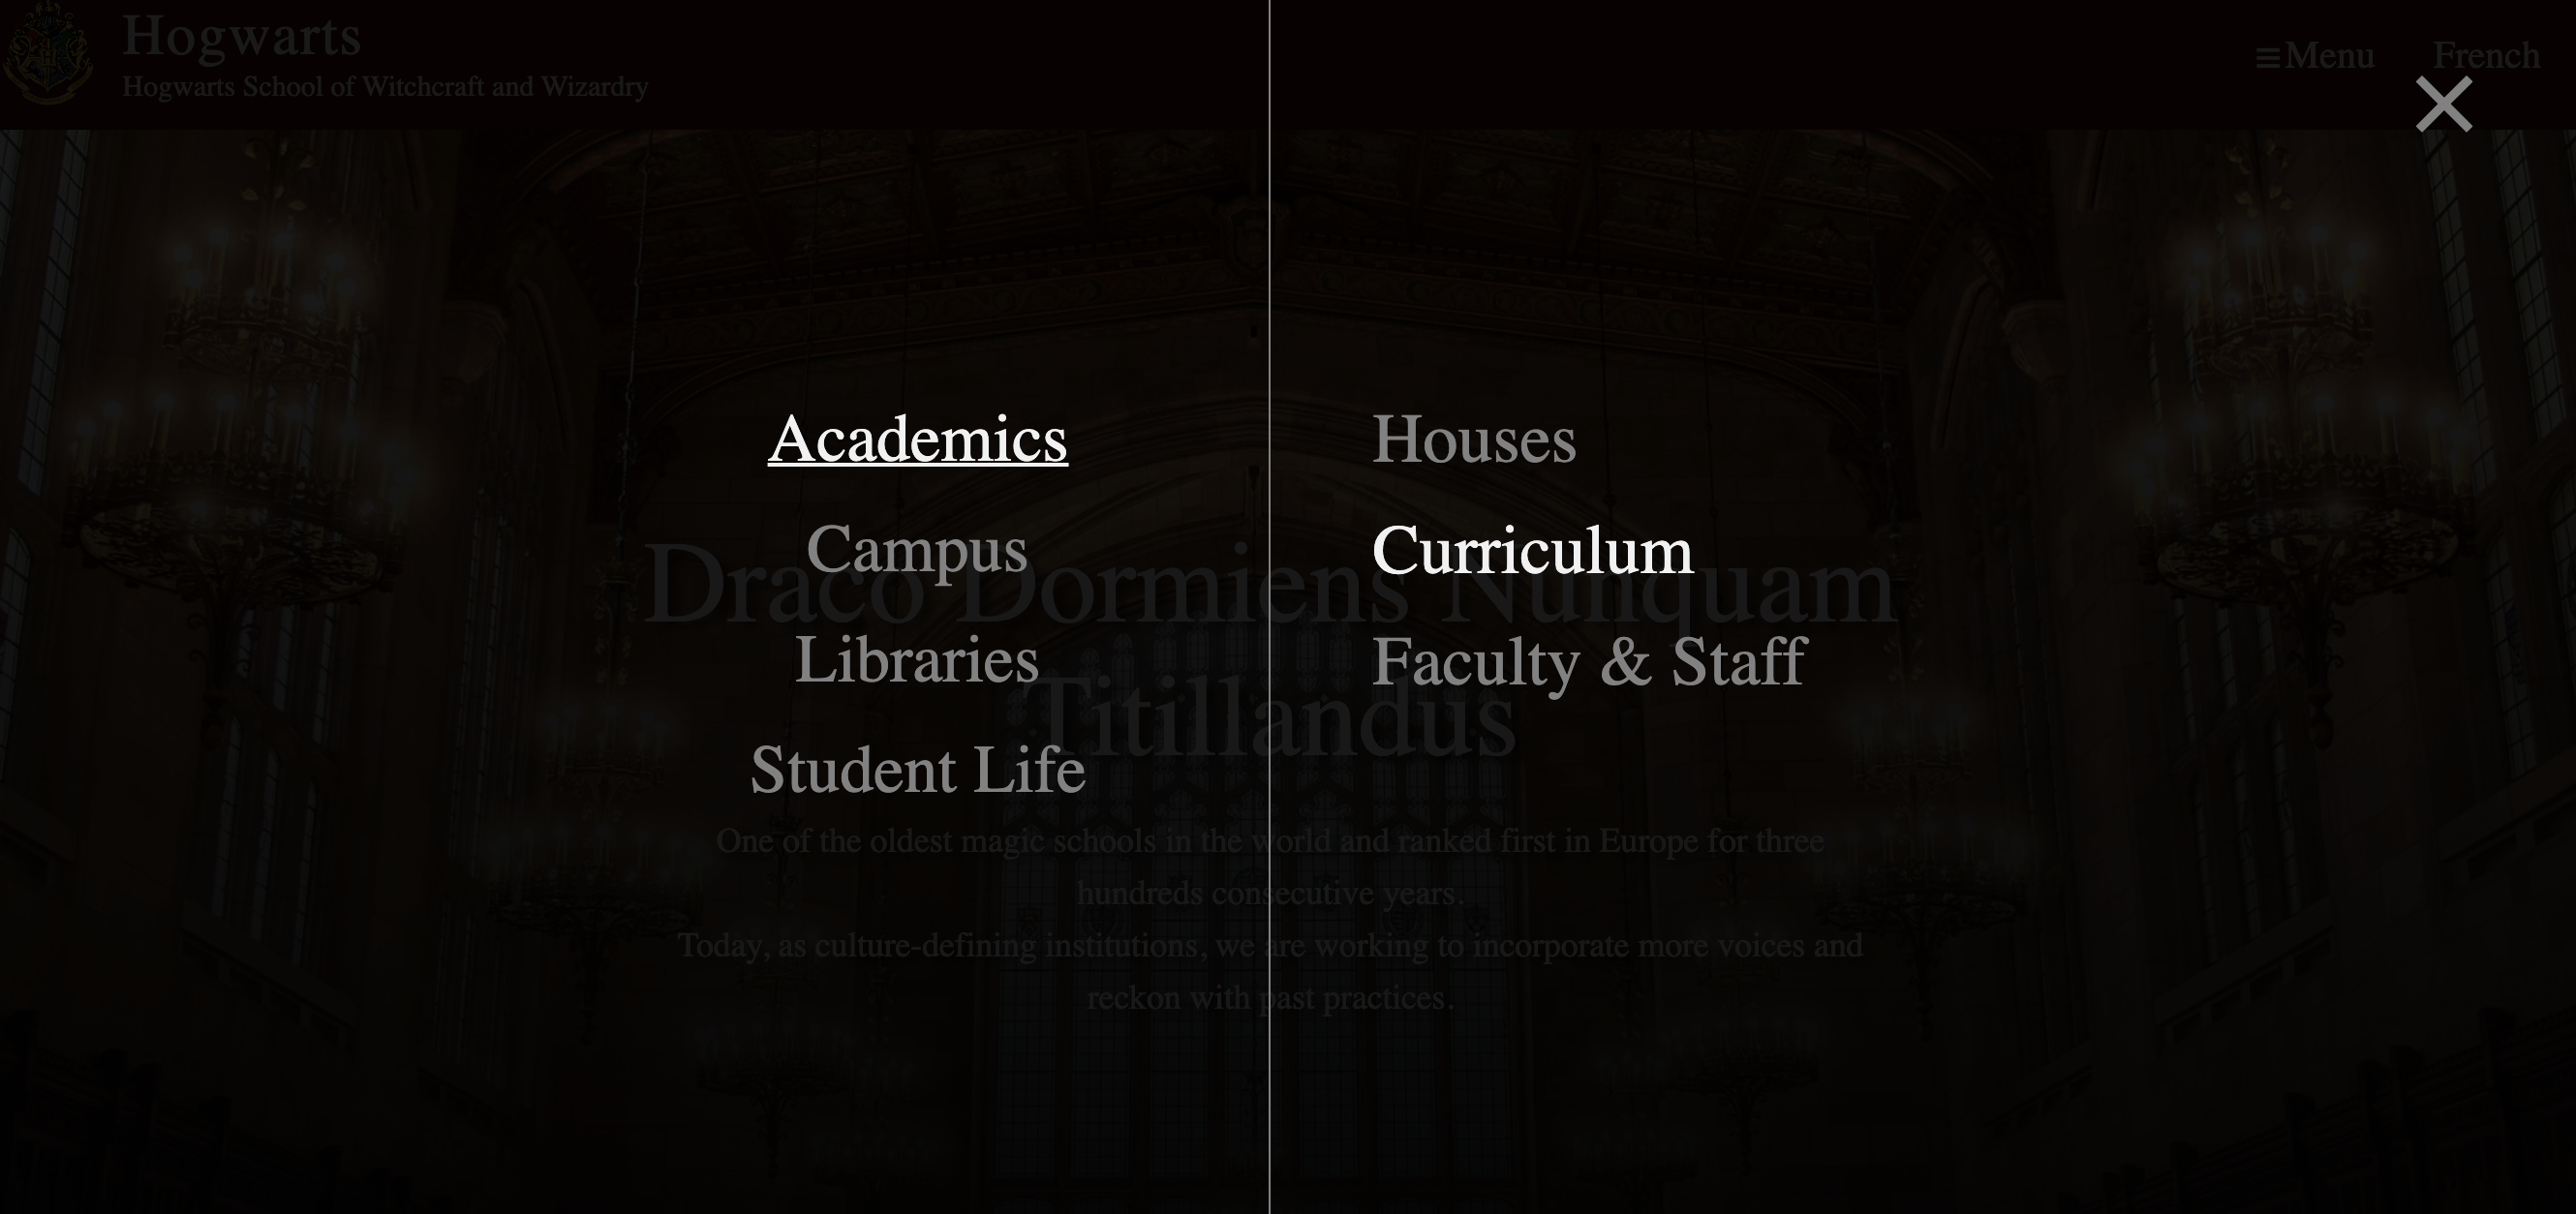 Hogwarts
Hogwarts School of Witchcraft and Wizardry
Menu
French
Academics
Campus
Libraries
Student Life
Houses
Curriculum
Faculty & Staff
Draco Dormiens Nunquam
Titillandus
One of the oldest magic schools in the world and ranked first in Europe for three
hundreds consecutive years.
Today, as culture-defining institutions, we are working to incorporate more voices and
reckon with past practices.